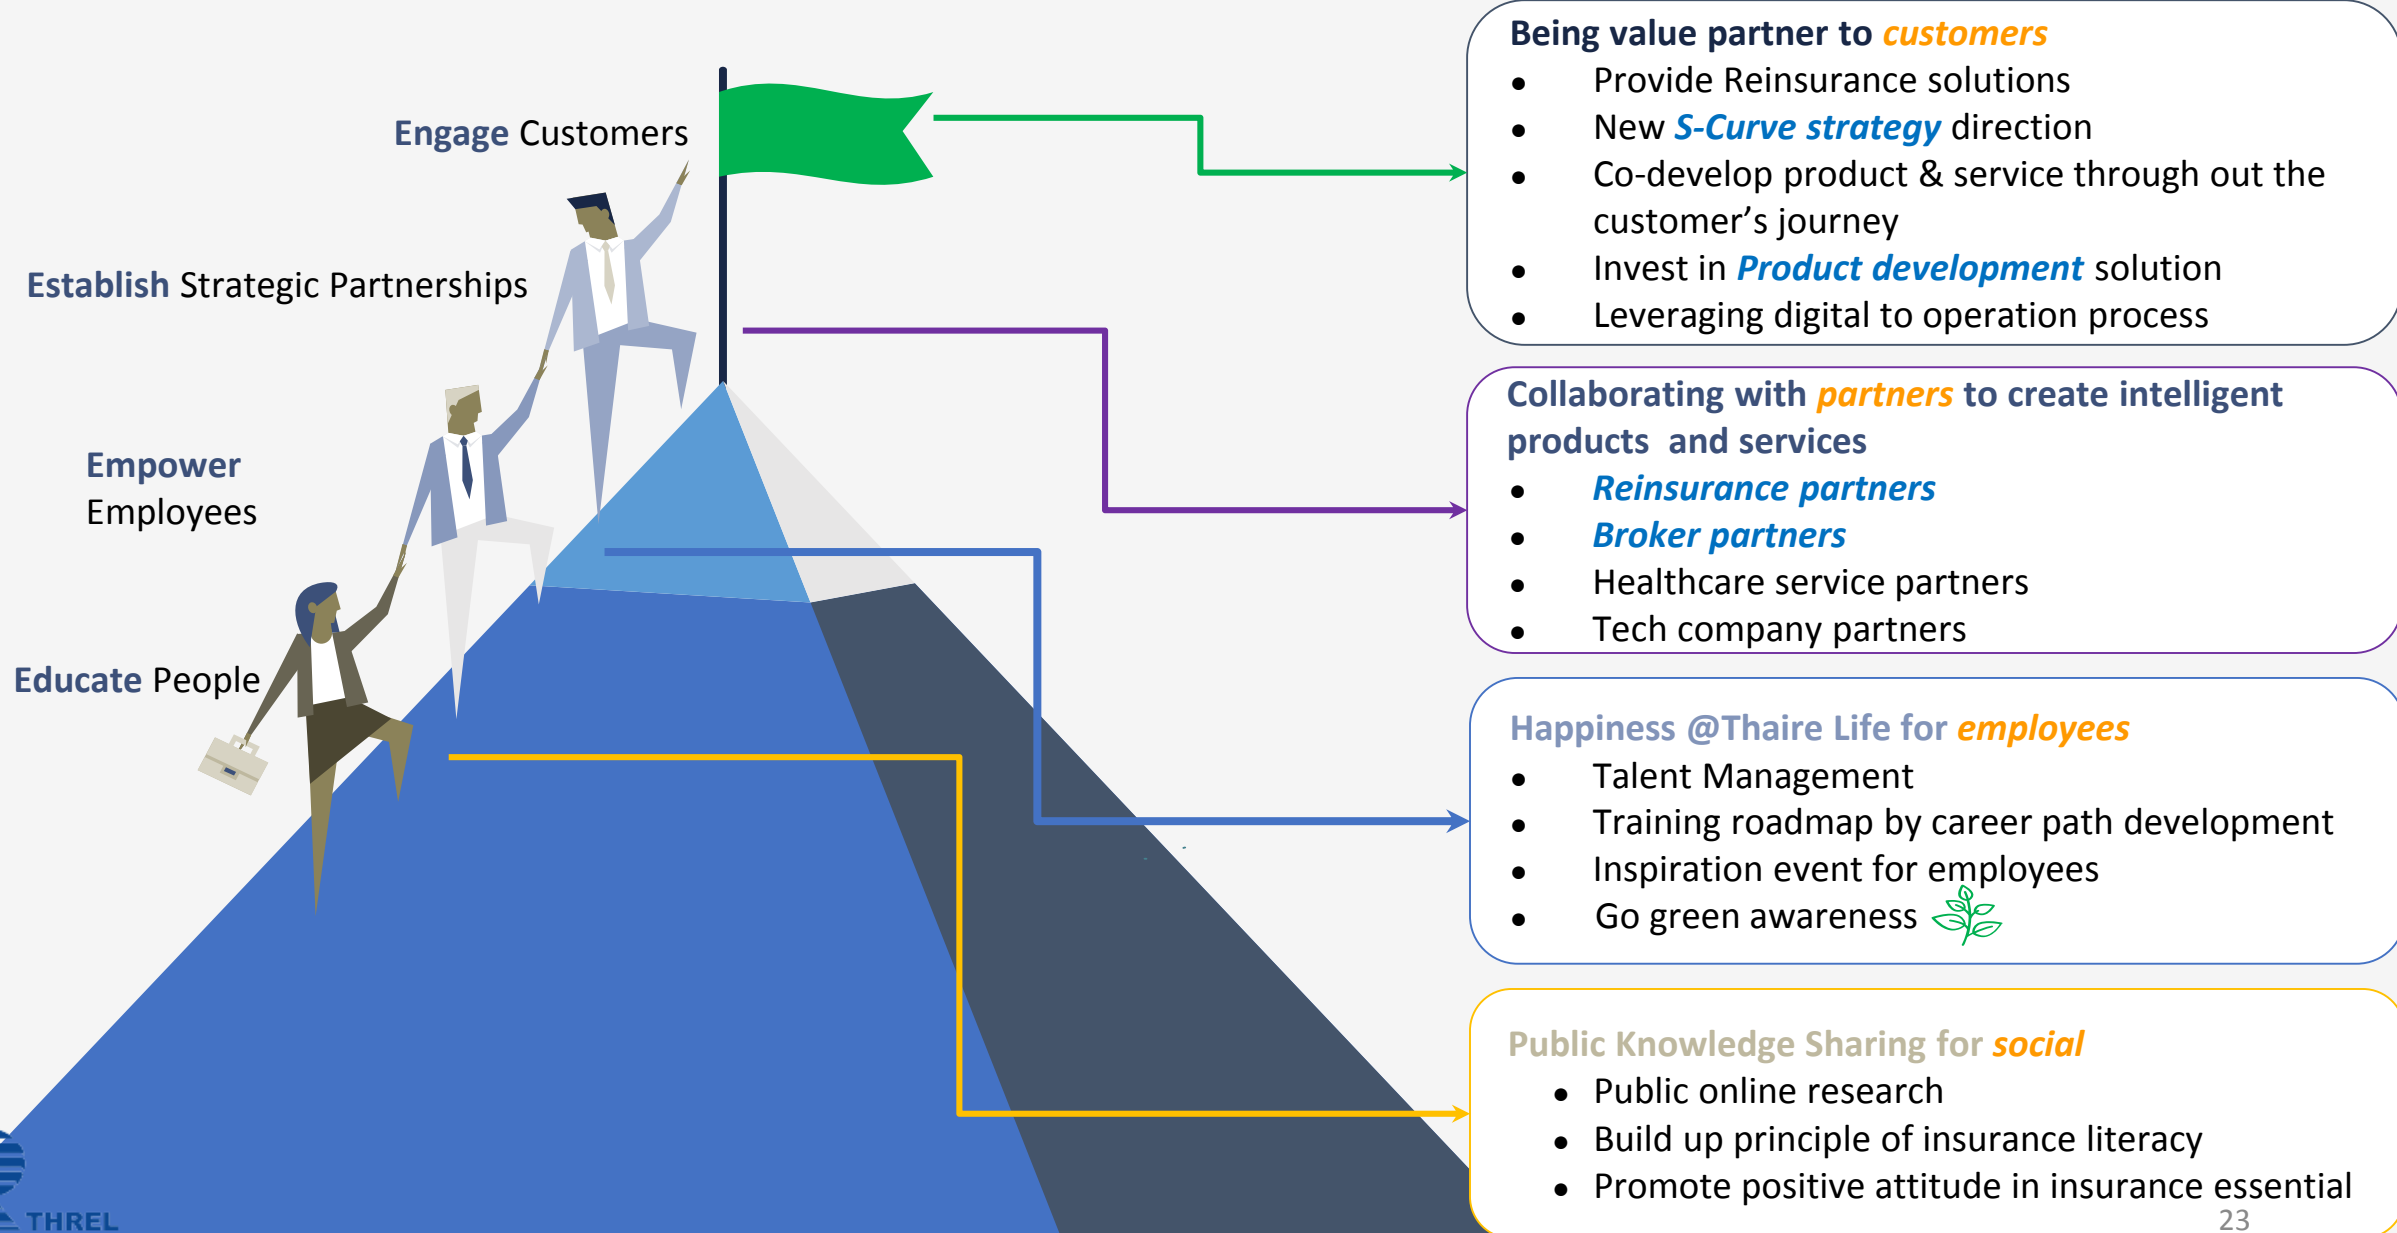 Engage Customers
Establish Strategic Partnerships
Empower
Employees
Educate People
Being value partner to customers
• Provide Reinsurance solutions
• New S-Curve strategy direction
• Co-develop product & service through out the
customer’s journey
• Invest in Product development solution
• Leveraging digital to operation process
Collaborating with partners to create intelligent
products and services
• Reinsurance partners
• Broker partners
• Healthcare service partners
• Tech company partners
Happiness @Thaire Life for employees
• Talent Management
• Training roadmap by career path development
• Inspiration event for employees
• Go green awareness
Public Knowledge Sharing for social
• Public online research
• Build up principle of insurance literacy
• Promote positive attitude in insurance essential
THREL
23